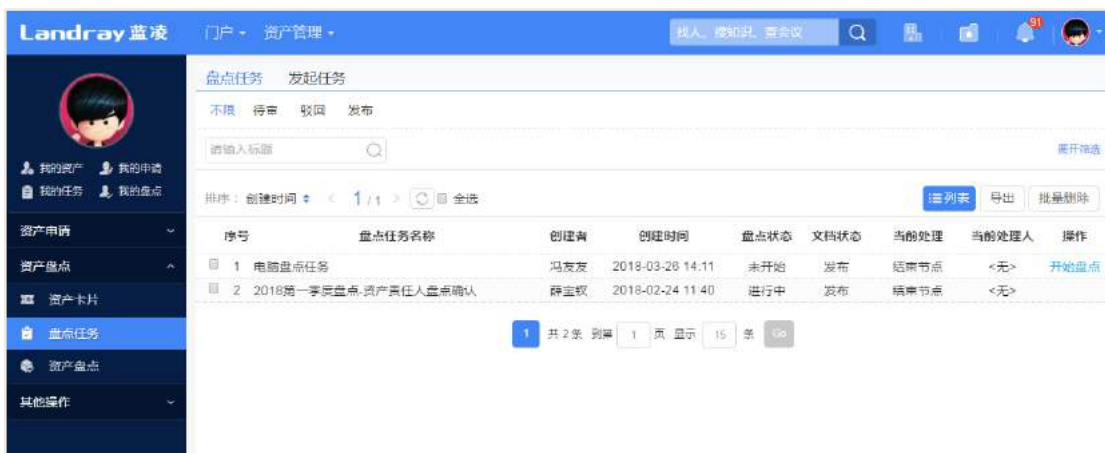 Landray蓝凌 门户 资产管理 找人、搜知识、查会议 91
盘点任务 发起任务
不限 待审 驳回 发布
请输入标题 展开筛选
我的资产 我的申请
我的任务 我的盘点
排序: 创建时间 1/1 全选 列表 导出 批量删除
资产申请
资产盘点
资产卡片
盘点任务
资产盘点
其他操作
序号 盘点任务名称 创建者 创建时间 盘点状态 文档状态 当前处理 当前处理人 操作
1 电脑盘点任务 冯友友 2018-03-26 14:11 未开始 发布 结束节点 <无> 开始盘点
2 2018第一季度盘点-资产责任人盘点确认 薛宝钗 2018-02-24 11:40 进行中 发布 结束节点 <无>
1 共 2 条 到第 1 页 显示 15 条 Go